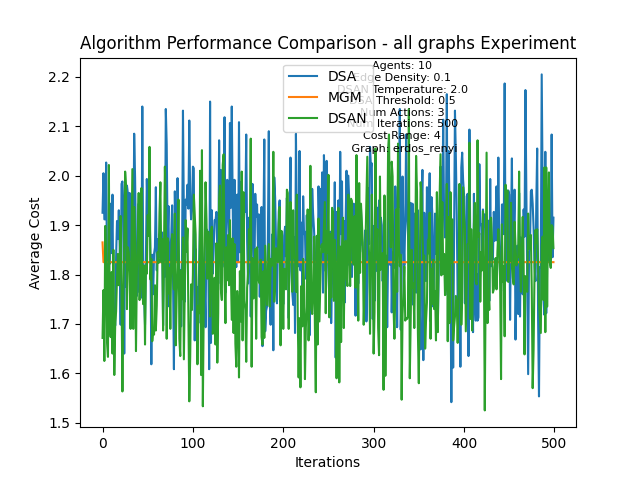 Algorithm Performance Comparison - all graphs Experiment
Agents: 10
Edge Density: 0.1
DSAN Temperature: 2.0
DSA Threshold: 0.5
Num Actions: 3
Num Iterations: 500
Cost Range: 4
Graph: erdos_renyi
DSA
MGM
DSAN
Average Cost
2.2
2.1
2.0
1.9
1.8
1.7
1.6
1.5
0 100 200 300 400 500
Iterations